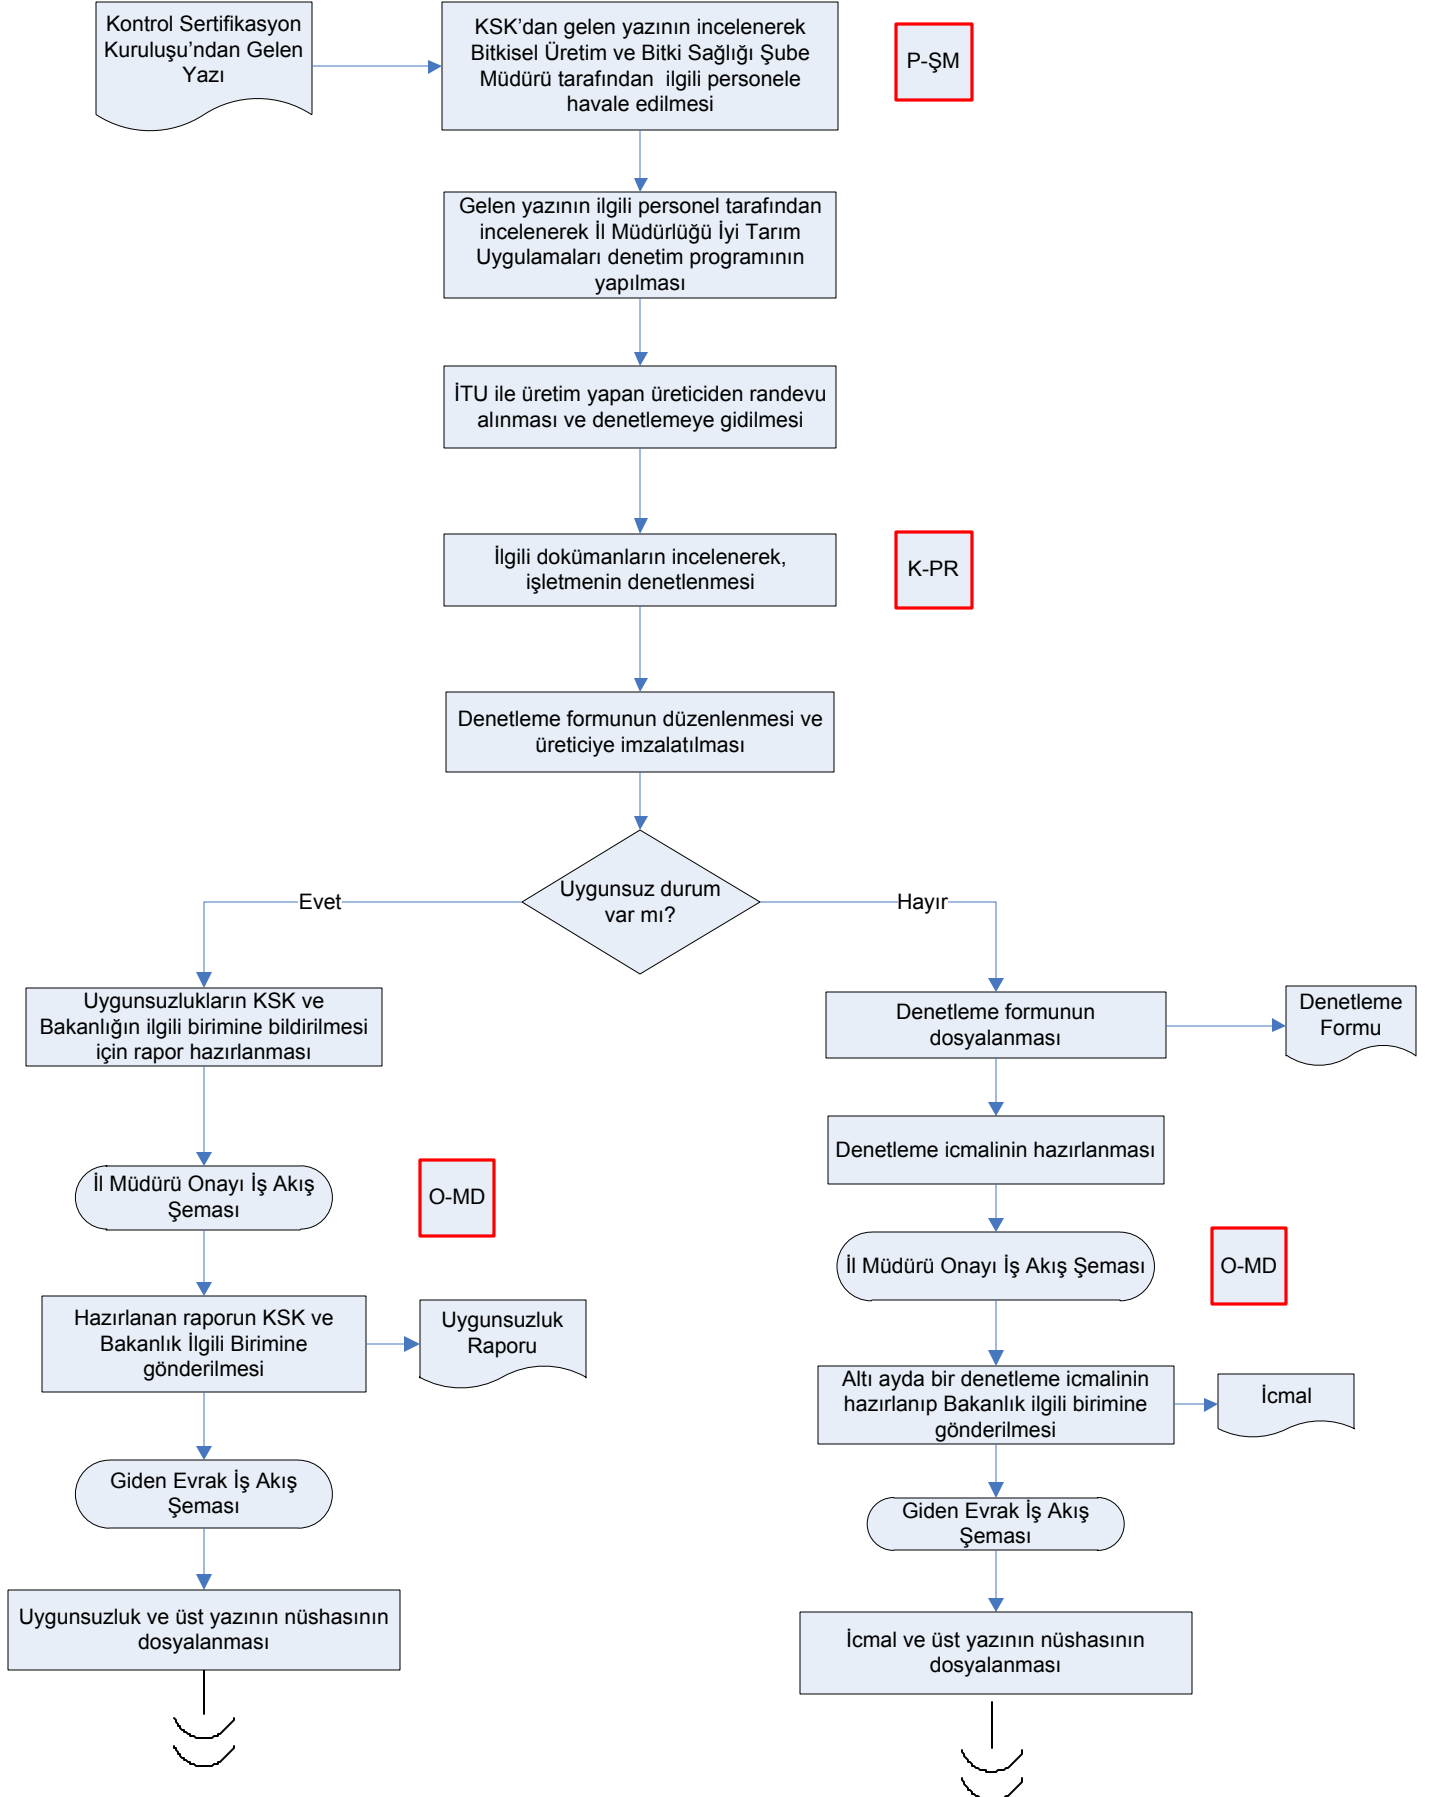 Kontrol Sertifikasyon
Kuruluşu’ndan Gelen
Yazı
KSK’dan gelen yazının incelenerek
Bitkisel Üretim ve Bitki Sağlığı Şube
Müdürü tarafından ilgili personele
havale edilmesi
P-ŞM
Gelen yazının ilgili personel tarafından
incelenerek İl Müdürlüğü İyi Tarım
Uygulamaları denetim programının
yapılması
İTU ile üretim yapan üreticiden randevu
alınması ve denetlemeye gidilmesi
İlgili dokümanların incelenerek,
işletmenin denetlenmesi
K-PR
Denetleme formunun düzenlenmesi ve
üreticiye imzalatılması
Uygunsuz durum
var mı?
Evet
Hayır
Uygunsuzlukların KSK ve
Bakanlığın ilgili birimine bildirilmesi
için rapor hazırlanması
İl Müdürü Onayı İş Akış
Şeması
O-MD
Hazırlanan raporun KSK ve
Bakanlık İlgili Birimine
gönderilmesi
Uygunsuzluk
Raporu
Giden Evrak İş Akış
Şeması
Uygunsuzluk ve üst yazının nüshasının
dosyalanması
Denetleme formunun
dosyalanması
Denetleme
Formu
Denetleme icmalinin hazırlanması
İl Müdürü Onayı İş Akış Şeması
O-MD
Altı ayda bir denetleme icmalinin
hazırlanıp Bakanlık ilgili birimine
gönderilmesi
İcmal
Giden Evrak İş Akış
Şeması
İcmal ve üst yazının nüshasının
dosyalanması